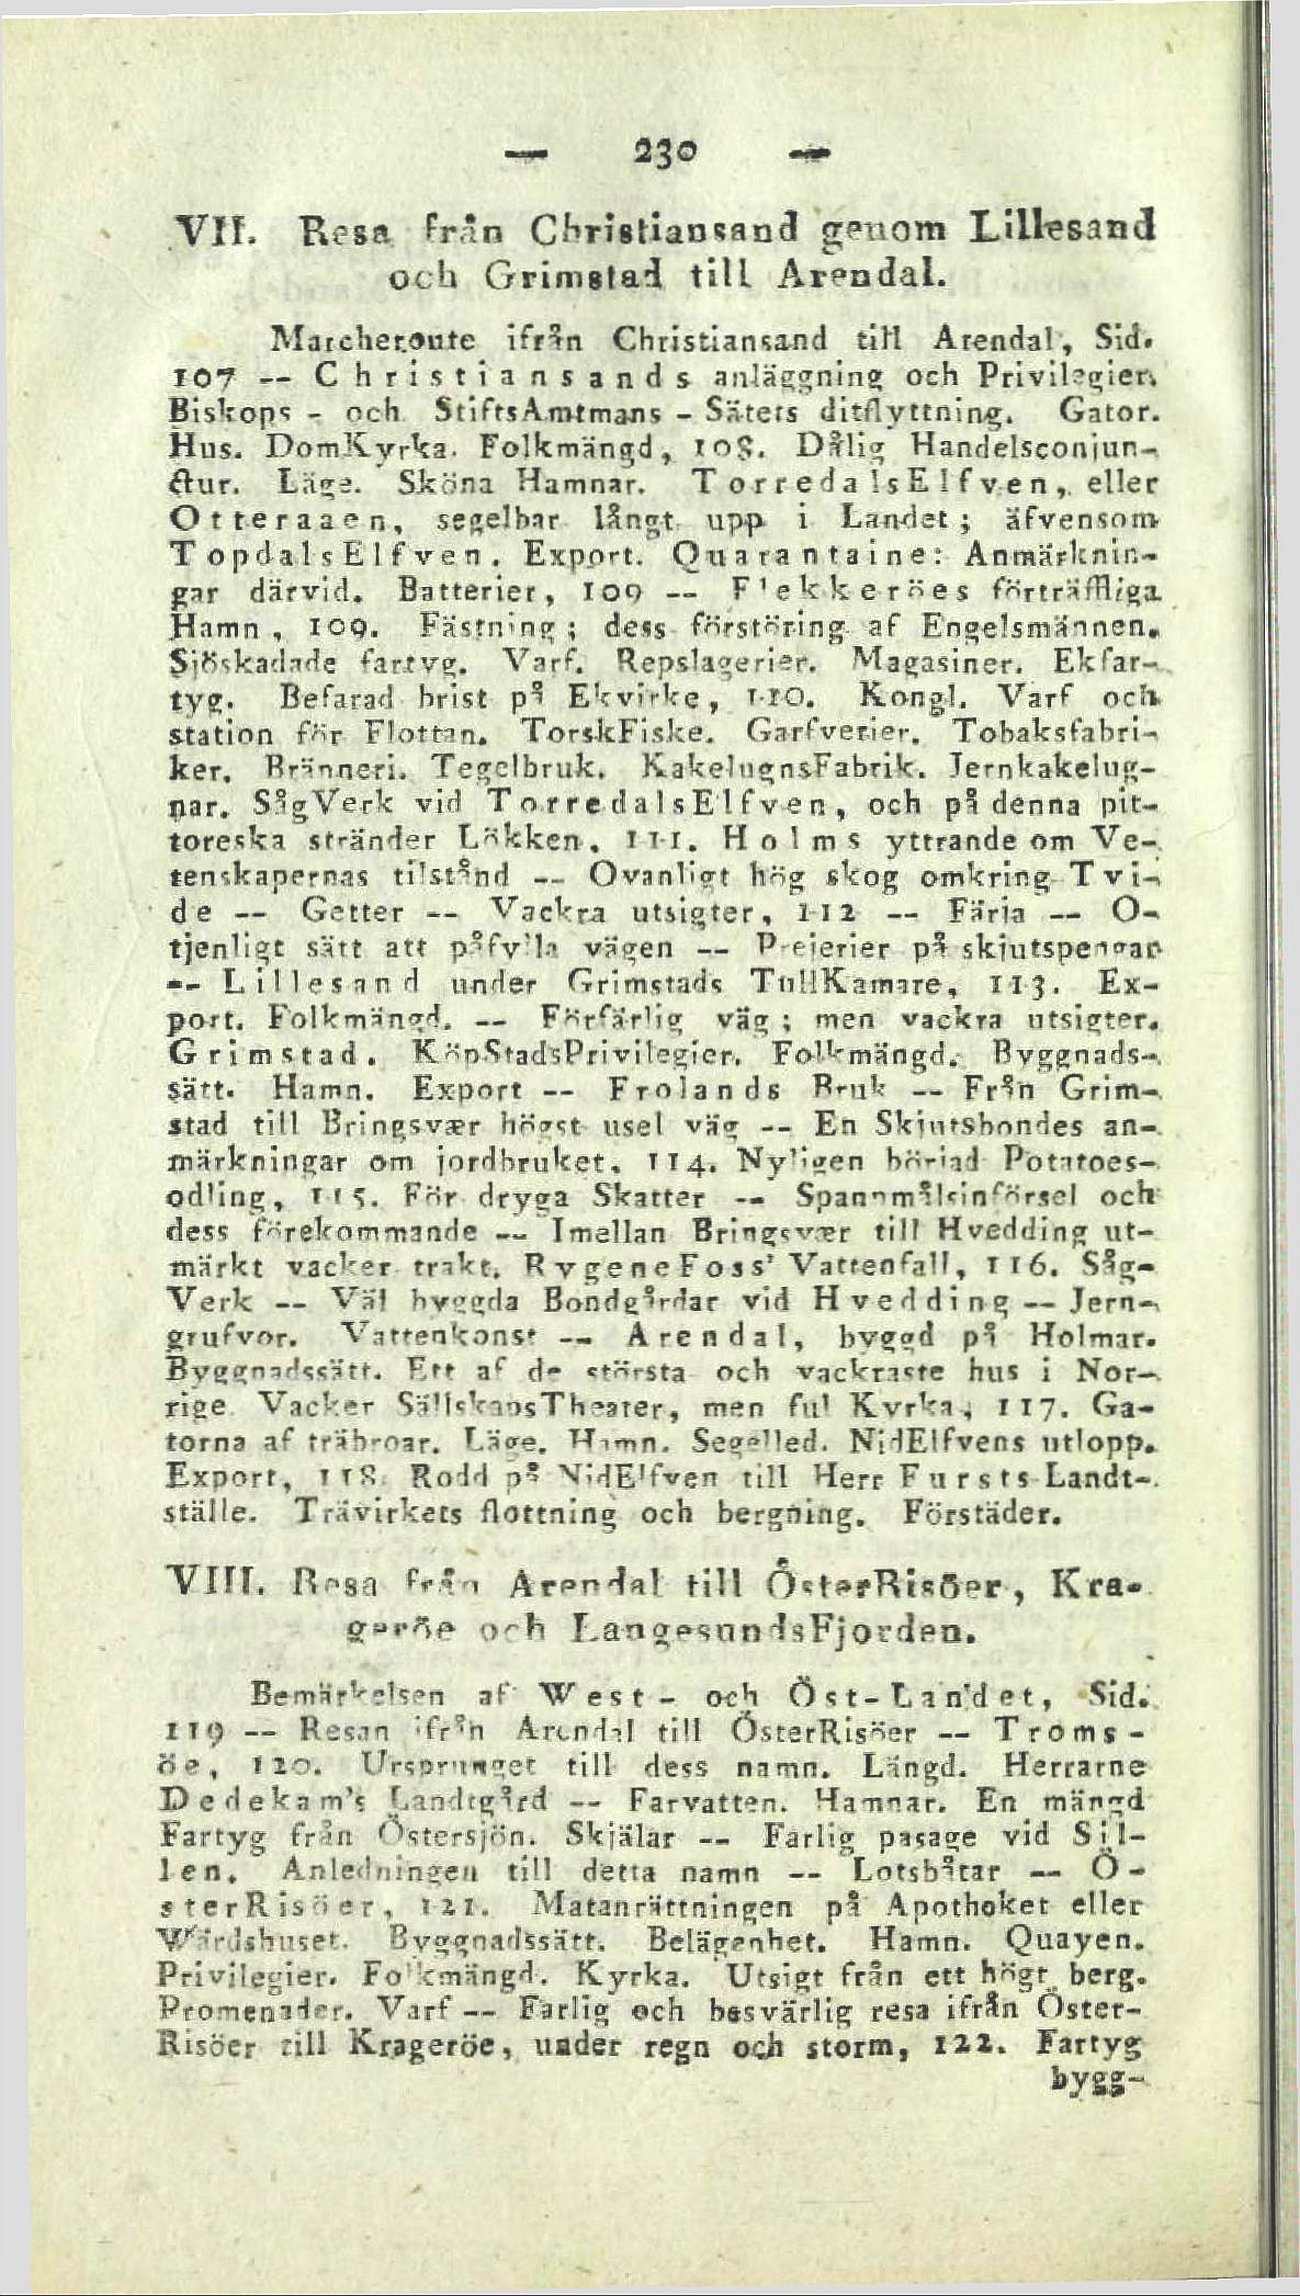 — 230 —
VII. Resa från Christiansand genom Lillesand
och Grimstad till Arendal.
Marcheroute ifrån Christiansand till Arendal, Sid.
107 -- Christiansands anläggning och Privilegier.
Biskops - och StiftsAmtmans - Sätets ditflyttning. Gator.
Hus. DomKyrka. Folkmängd, 108. Dålig Handelsconjun-
ctur. Läge. Sköna Hamnar. TorredalsElfven, eller
Otteraaen, segelbar långt upp i Landet; äfvensom
TopdalsElfven. Export. Quarantaine: Anmärknin-
gar därvid. Batterier, 109 -- Flekkeröes förträffliga
Hamn, 109. Fästning; dess förstöring af Engelsmännen.
Sjöskadade fartyg. Varf. Repslagerier. Magasiner. Ekfar-
tyg. Befarad brist på Ekvirke, 110. Kongl. Varf och
station för Flottan. TorskFiske. Garfverier. Tobaksfabri-
ker. Bränneri. Tegelbruk. KakelugnsFabrik. Jernkakelug-
nar. SågVerk vid TorredalsElfven, och på denna pit-
toreska stränder Lökken, 111. Holms yttrande om Ve-
tenskapernas tilstånd -- Ovanligt hög skog omkring Tvi-
de -- Getter -- Vackra utsigter, 112 -- Färja -- O-
tjenligt sätt att påfylla vägen -- Prejerier på skjutspengar
-- Lillesand under Grimstads TullKamare, 113. Ex-
port. Folkmängd. -- Förfärlig väg; men vackra utsigter.
Grimstad. KöpStadsPrivilegier. Folkmängd. Byggnads-
sätt. Hamn. Export -- Frolands Bruk -- Från Grim-
stad till Bringsvær högst usel väg -- En Skjutsbondes an-
märkningar om jordbruket, 114. Nyligen börjad Potatoes-
odling, 115. För dryga Skatter -- Spannmålsinförsel och
dess förekommande -- Imellan Bringsvær till Hvedding ut-
märkt vacker trakt. RygeneFoss' Vattenfall, 116. Såg-
Verk -- Väl byggda Bondgårdar vid Hvedding -- Jern-
grufvor. Vattenkonst -- Arendal, byggd på Holmar.
Byggnadssätt. Ett af de största och vackraste hus i Nor-
rige. Vacker SällskapsTheater, men ful Kyrka, 117. Ga-
torna af träbroar. Läge. Hamn. Segelled. NidElfvens utlopp.
Export, 118. Rodd på NidElfven till Herr Fursts Landt-
ställe. Trävirkets flottning och bergning. Förstäder.
VIII. Resa från Arendal till ÖsterRisöer, Kra-
geröe och LangesundsFjorden.
Bemärkelsen af West- och Öst-Landet, Sid.
119 -- Resan ifrån Arendal till ÖsterRisöer -- Troms-
öe, 120. Ursprunget till dess namn. Längd. Herrarne
Dedekam's Landtgård -- Farvatten. Hamnar. En mängd
Fartyg från Östersjön. Skjälar -- Farlig pasage vid Sil-
len. Anledningen till detta namn -- Lotsbåtar -- Ö-
sterRisöer, 121. Matanrättningen på Apothoket eller
Wärdshuset. Byggnadssätt. Belägenhet. Hamn. Quayen.
Privilegier. Folkmängd. Kyrka. Utsigt från ett högt berg.
Promenader. Varf -- Farlig och besvärlig resa ifrån Öster-
Risöer till Krageröe, under regn och storm, 122. Fartyg
bygg-